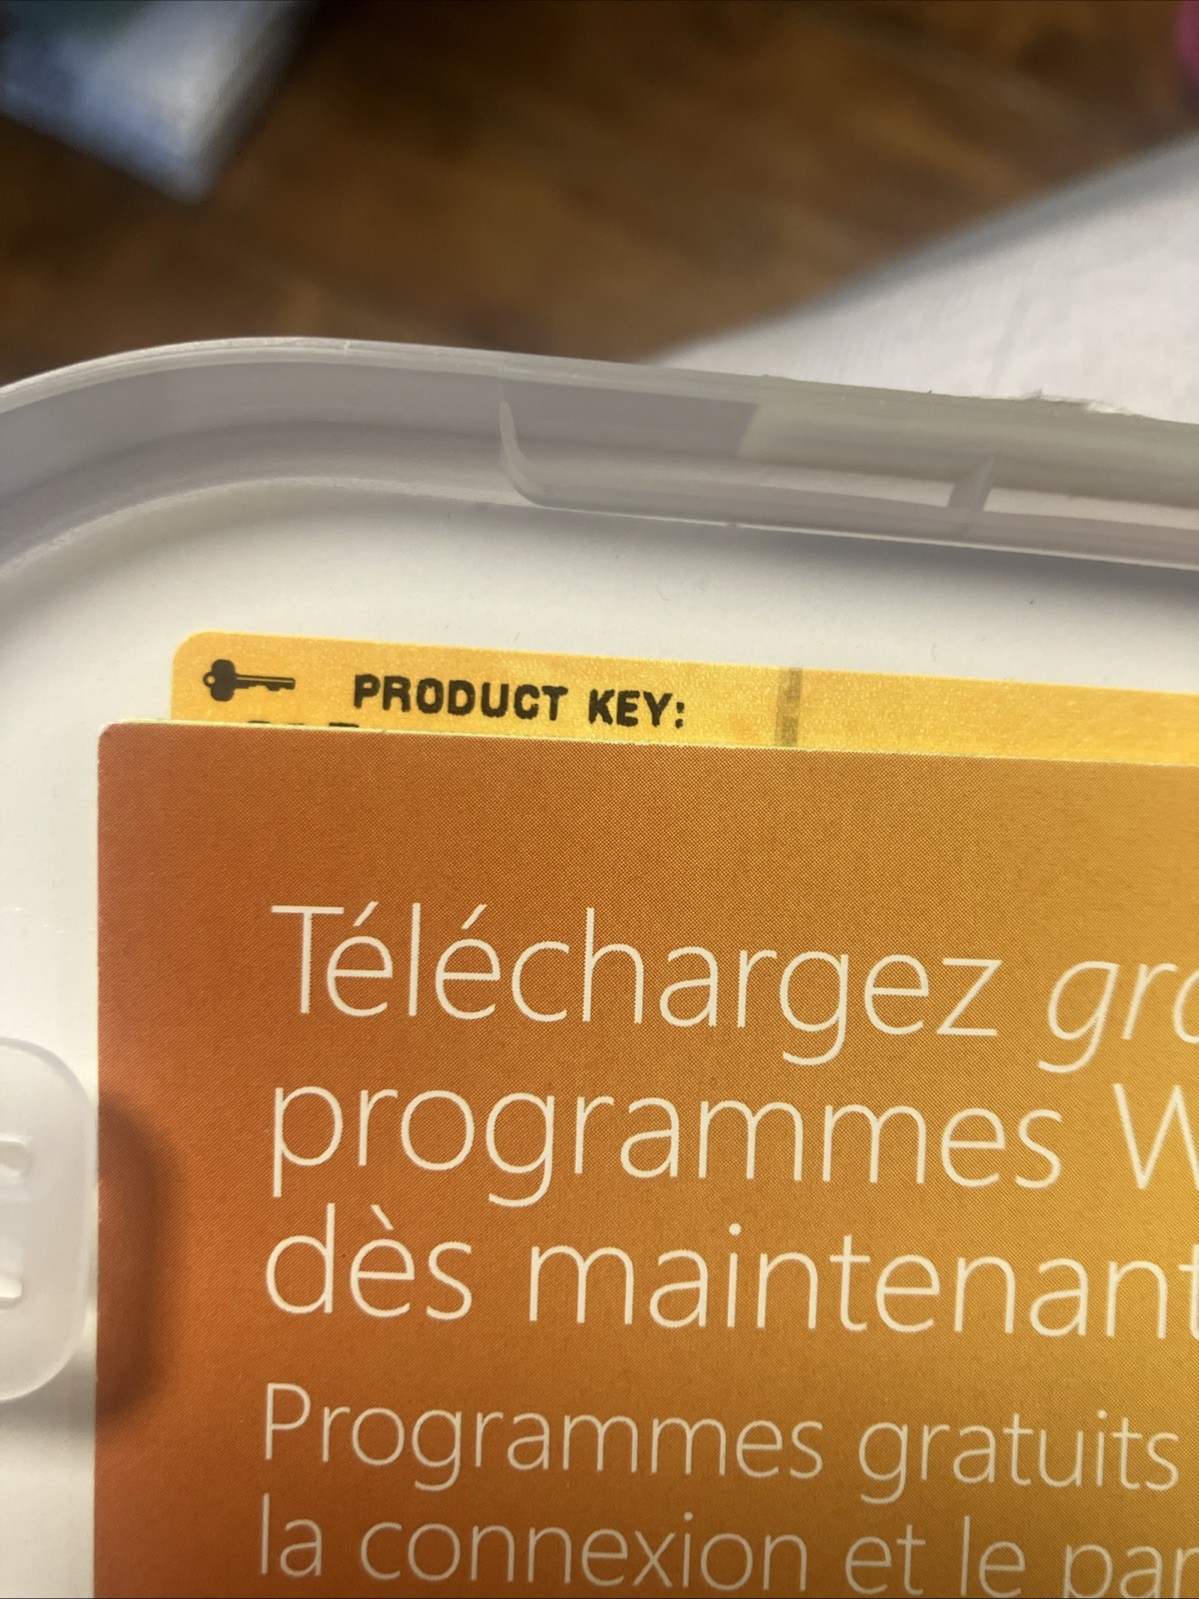 PRODUCT KEY:
Téléchargez
programmes
dès maintenant
Programmes gratuits
la connexion et le